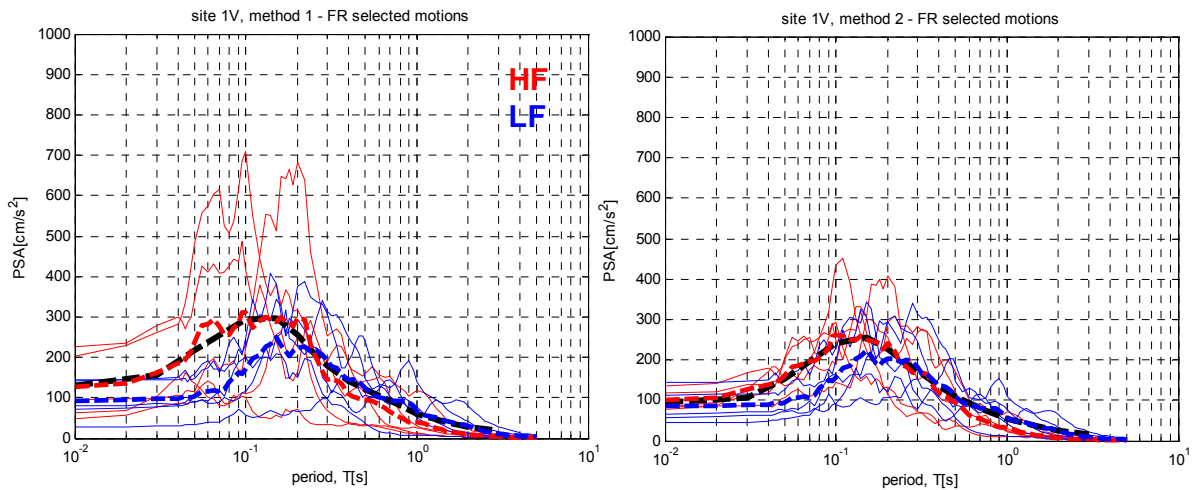 site 1V, method 1 - FR selected motions
1000
900
800
700
600
500
400
300
200
100
0
PSA[cm/s²]
HF
LF
10⁻² 10⁻¹ 10⁰ 10¹
period, T[s]
site 1V, method 2 - FR selected motions
1000
900
800
700
600
500
400
300
200
100
0
PSA[cm/s²]
10⁻² 10⁻¹ 10⁰ 10¹
period, T[s]